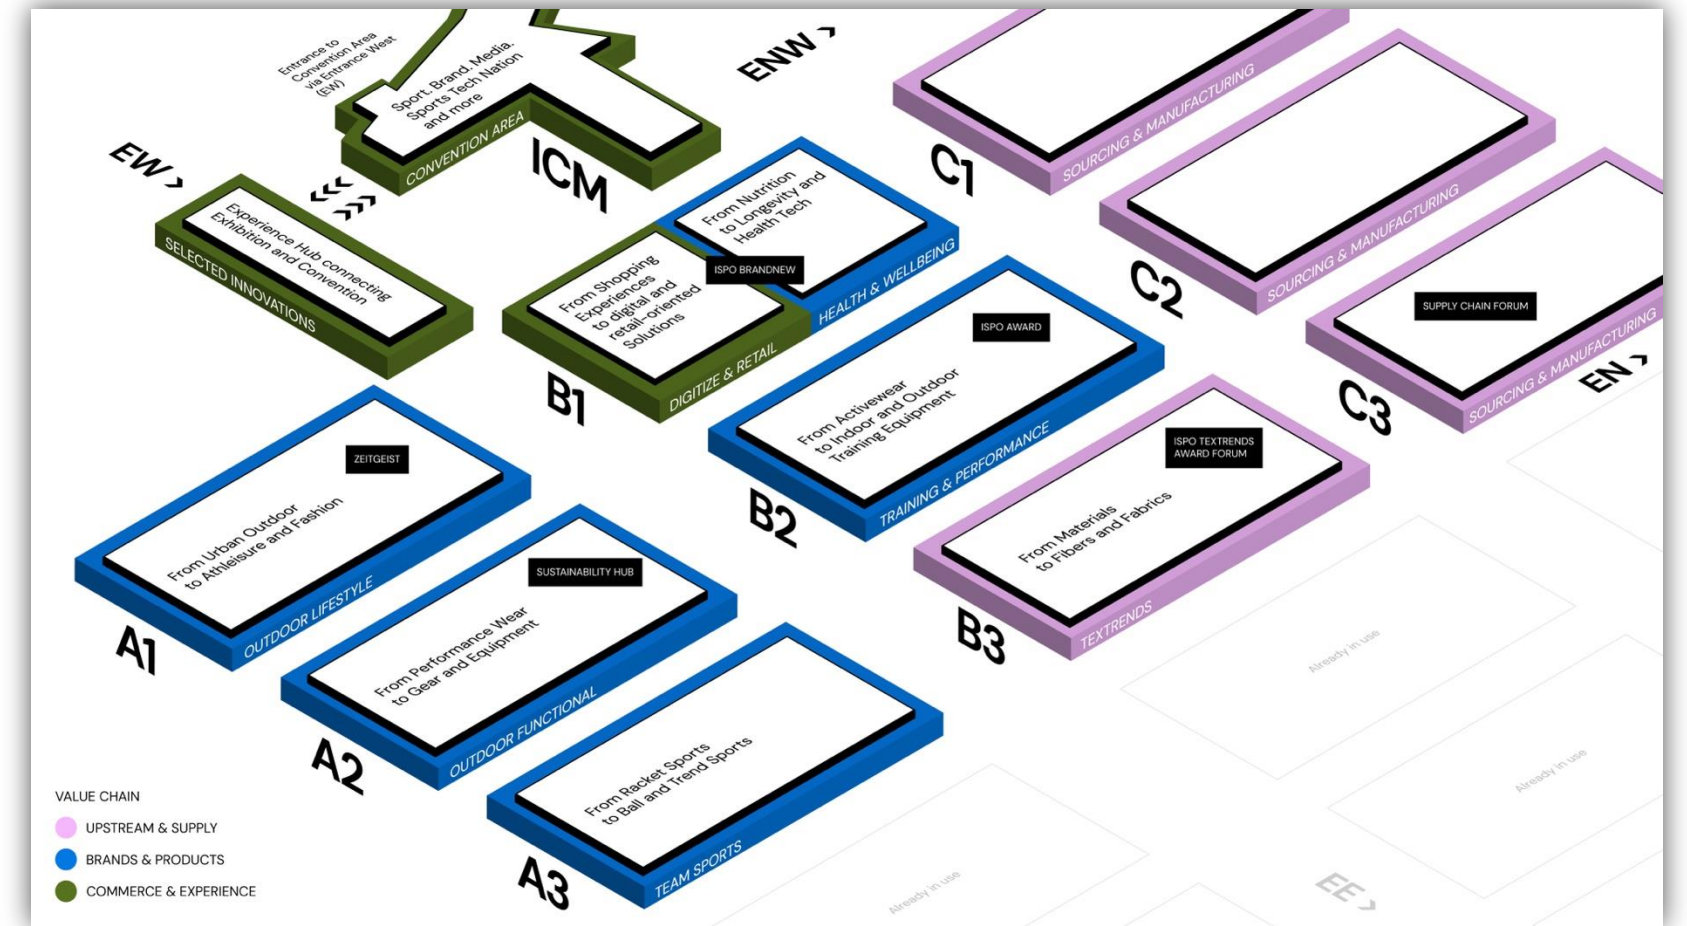 Entrance to
Convention Area
via Entrance West
(EW)
Sport. Brand. Media.
Sports Tech Nation
and more
CONVENTION AREA
ICM
ENW >
EW >
<<<
>>>
Experience Hub connecting
Exhibition and Convention
SELECTED INNOVATIONS
From Shopping
Experiences
to digital and
retail-oriented
Solutions
DIGITIZE & RETAIL
B1
ISPO BRANDNEW
From Nutrition
to Longevity and
Health Tech
HEALTH & WELLBEING
C1
SOURCING & MANUFACTURING
C2
SOURCING & MANUFACTURING
C3
SUPPLY CHAIN FORUM
SOURCING & MANUFACTURING
EN >
ISPO AWARD
From Activewear
to Indoor and Outdoor
Training Equipment
TRAINING & PERFORMANCE
B2
ISPO TEXTRENDS
AWARD FORUM
From Materials
to Fibers and Fabrics
TEXTRENDS
B3
ZEITGEIST
From Urban Outdoor
to Athleisure and Fashion
OUTDOOR LIFESTYLE
A1
SUSTAINABILITY HUB
From Performance Wear
to Gear and Equipment
OUTDOOR FUNCTIONAL
A2
From Racket Sports
to Ball and Trend Sports
TEAM SPORTS
A3
Already in use
Already in use
Already in use
EE >
VALUE CHAIN
UPSTREAM & SUPPLY
BRANDS & PRODUCTS
COMMERCE & EXPERIENCE